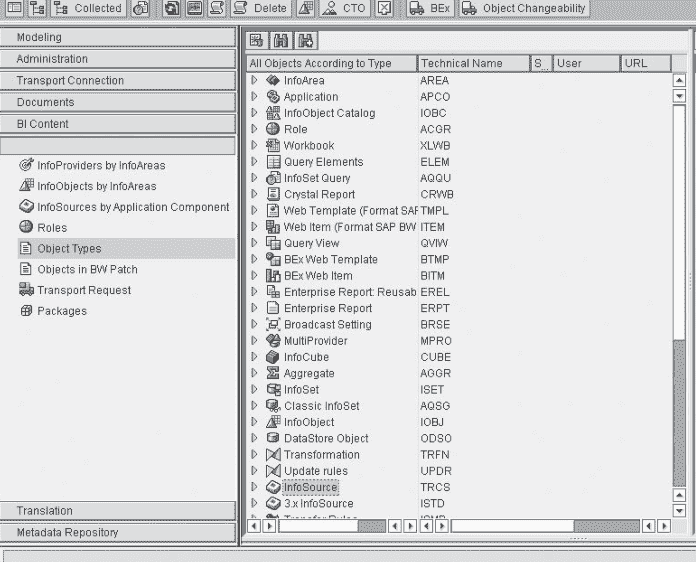 Collected Delete CTO BEx Object Changeability
Modeling
Administration
Transport Connection
Documents
BI Content
InfoProviders by InfoAreas
InfoObjects by InfoAreas
InfoSources by Application Component
Roles
Object Types
Objects in BW Patch
Transport Request
Packages
Translation
Metadata Repository
All Objects According to Type Technical Name S... User URL
InfoArea AREA
Application APCO
InfoObject Catalog IOBC
Role ACGR
Workbook XLWB
Query Elements ELEM
InfoSet Query AQQU
Crystal Report CRWB
Web Template (Format SAF TMPL
Web Item (Format SAP BW ITEM
Query View QVIW
BEx Web Template BTMP
BEx Web Item BITM
Enterprise Report: Reusab EREL
Enterprise Report ERPT
Broadcast Setting BRSE
MultiProvider MPRO
InfoCube CUBE
Aggregate AGGR
InfoSet ISET
Classic InfoSet AQSG
InfoObject IOBJ
DataStore Object ODSO
Transformation TRFN
Update rules UPDR
InfoSource TRCS
3.x InfoSource ISTD